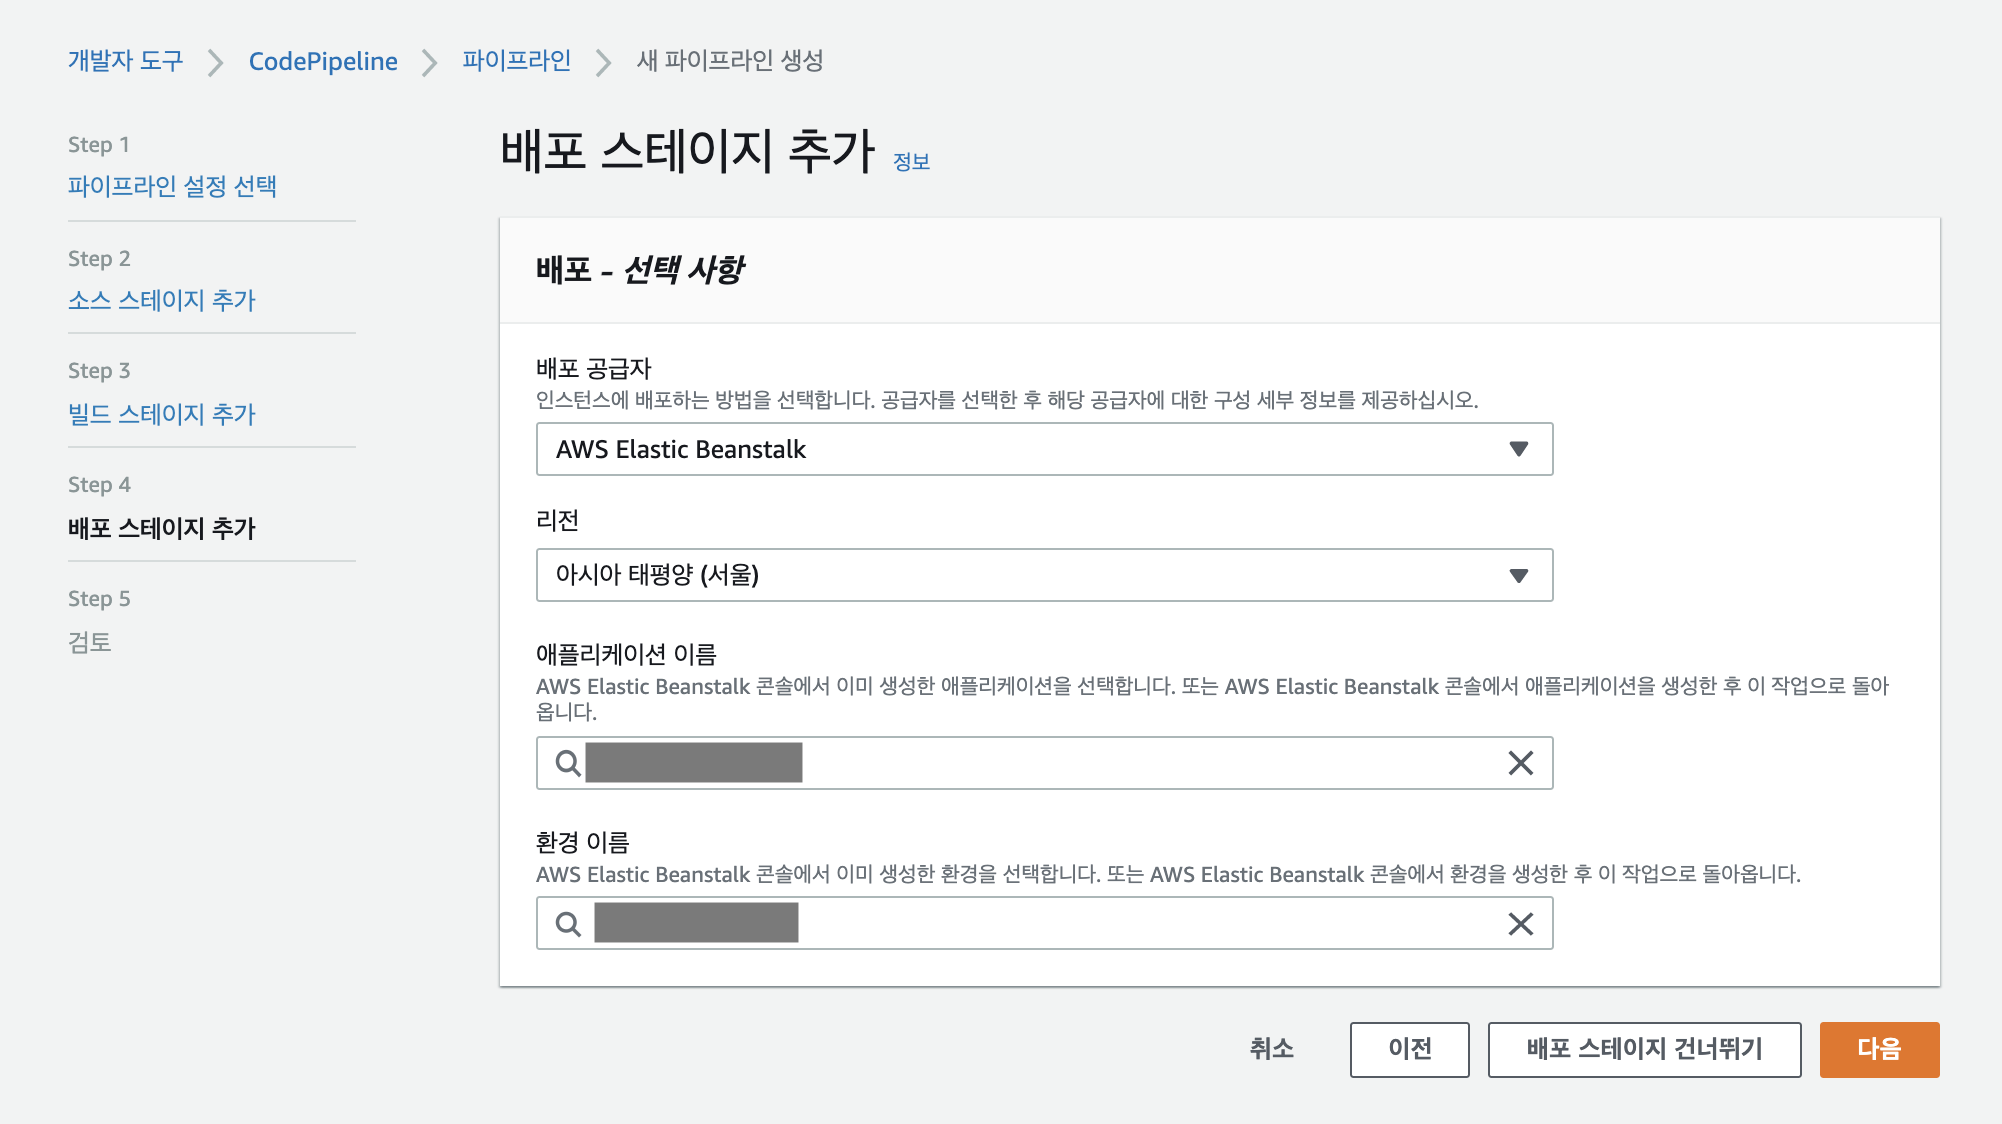 개발자 도구 CodePipeline 파이프라인 새 파이프라인 생성
Step 1
파이프라인 설정 선택
Step 2
소스 스테이지 추가
Step 3
빌드 스테이지 추가
Step 4
배포 스테이지 추가
Step 5
검토
배포 스테이지 추가 정보
배포 - 선택 사항
배포 공급자
인스턴스에 배포하는 방법을 선택합니다. 공급자를 선택한 후 해당 공급자에 대한 구성 세부 정보를 제공하십시오.
AWS Elastic Beanstalk
리전
아시아 태평양 (서울)
애플리케이션 이름
AWS Elastic Beanstalk 콘솔에서 이미 생성한 애플리케이션을 선택합니다. 또는 AWS Elastic Beanstalk 콘솔에서 애플리케이션을 생성한 후 이 작업으로 돌아
옵니다.
환경 이름
AWS Elastic Beanstalk 콘솔에서 이미 생성한 환경을 선택합니다. 또는 AWS Elastic Beanstalk 콘솔에서 환경을 생성한 후 이 작업으로 돌아옵니다.
취소 이전 배포 스테이지 건너뛰기 다음